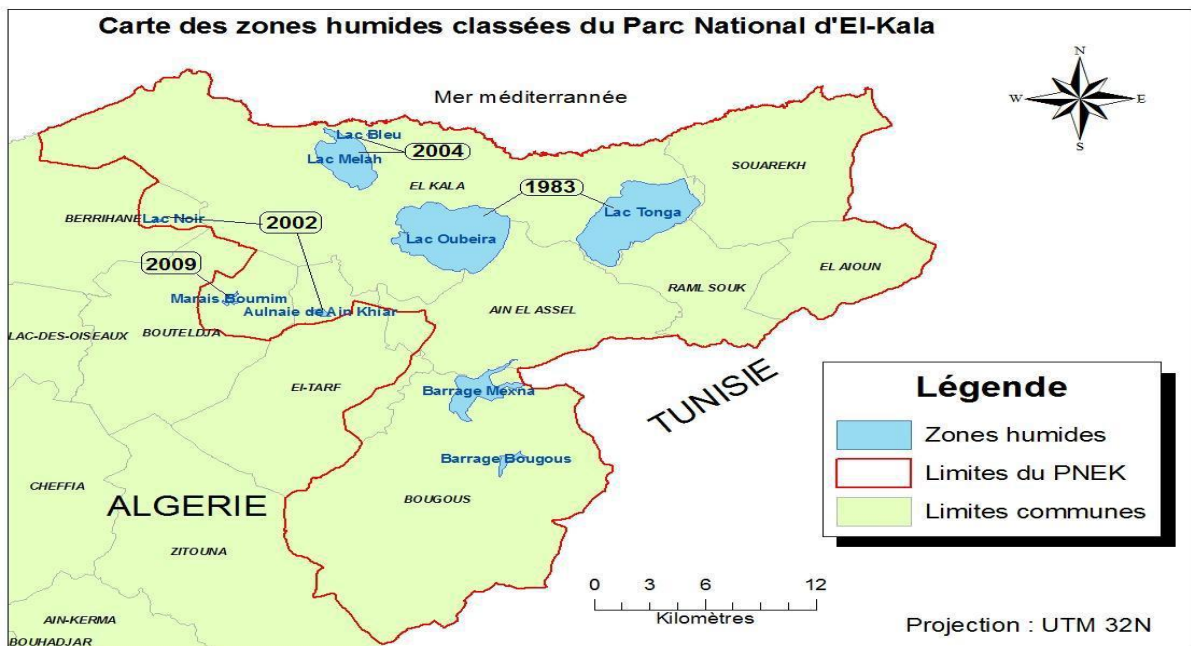 Carte des zones humides classées du Parc National d'El-Kala
N
W
E
S
Mer méditerrannée
Lac Bleu
2004
Lac Melah
EL KALA
SOUAREKH
1983
BERRIHANE
Lac Noir
2002
Lac Tonga
Lac Oubeira
2009
EL AIOUN
RAML SOUK
Marais Bournim
Aulnaie de Ain Khiar
AIN EL ASSEL
LAC-DES-OISEAUX
BOUTELDJA
TUNISIE
El-TARF
Barrage Mexna
Légende
Zones humides
Barrage Bougous
Limites du PNEK
CHEFFIA
BOUGOUS
ALGERIE
Limites communes
ZITOUNA
0 3 6 12
Kilomètres
AIN-KERMA
Projection : UTM 32N
BOUHADJAR